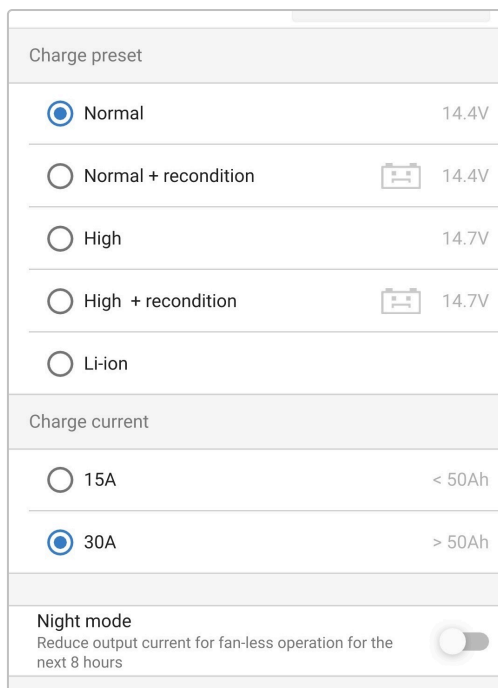 Charge preset
Normal 14.4V
Normal + recondition 14.4V
High 14.7V
High + recondition 14.7V
Li-ion
Charge current
15A < 50Ah
30A > 50Ah
Night mode
Reduce output current for fan-less operation for the
next 8 hours